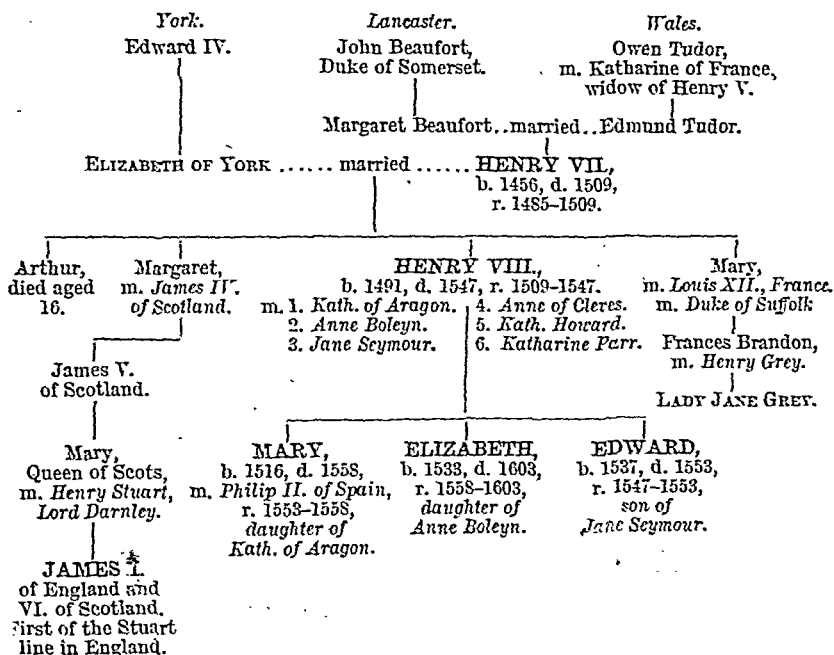 York.
Edward IV.
Lancaster.
John Beaufort,
Duke of Somerset.
Wales.
Owen Tudor,
m. Katharine of France,
widow of Henry V.
Margaret Beaufort..married..Edmund Tudor.
ELIZABETH OF YORK ...... married ...... HENRY VII,
b. 1456, d. 1509,
r. 1485–1509.
Arthur,
died aged
16.
Margaret,
m. James IV.
of Scotland.
HENRY VIII.,
b. 1491, d. 1547, r. 1509–1547.
m. 1. Kath. of Aragon. 4. Anne of Cleves.
2. Anne Boleyn. 5. Kath. Howard.
3. Jane Seymour. 6. Katharine Parr.
Mary,
m. Louis XII., France.
m. Duke of Suffolk
Frances Brandon,
m. Henry Grey.
LADY JANE GREY.
James V.
of Scotland.
Mary,
Queen of Scots,
m. Henry Stuart,
Lord Darnley.
MARY,
b. 1516, d. 1558,
m. Philip II. of Spain,
r. 1553–1558,
daughter of
Kath. of Aragon.
ELIZABETH,
b. 1533, d. 1603,
r. 1558–1603,
daughter of
Anne Boleyn.
EDWARD,
b. 1537, d. 1553,
r. 1547–1553,
son of
Jane Seymour.
JAMES I.
of England and
VI. of Scotland.
First of the Stuart
line in England.